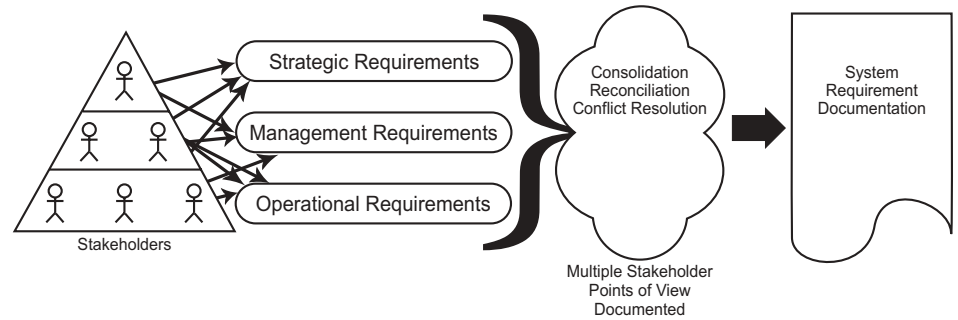 Strategic Requirements
Management Requirements
Operational Requirements
Stakeholders
Consolidation
Reconciliation
Conflict Resolution
Multiple Stakeholder
Points of View
Documented
System
Requirement
Documentation